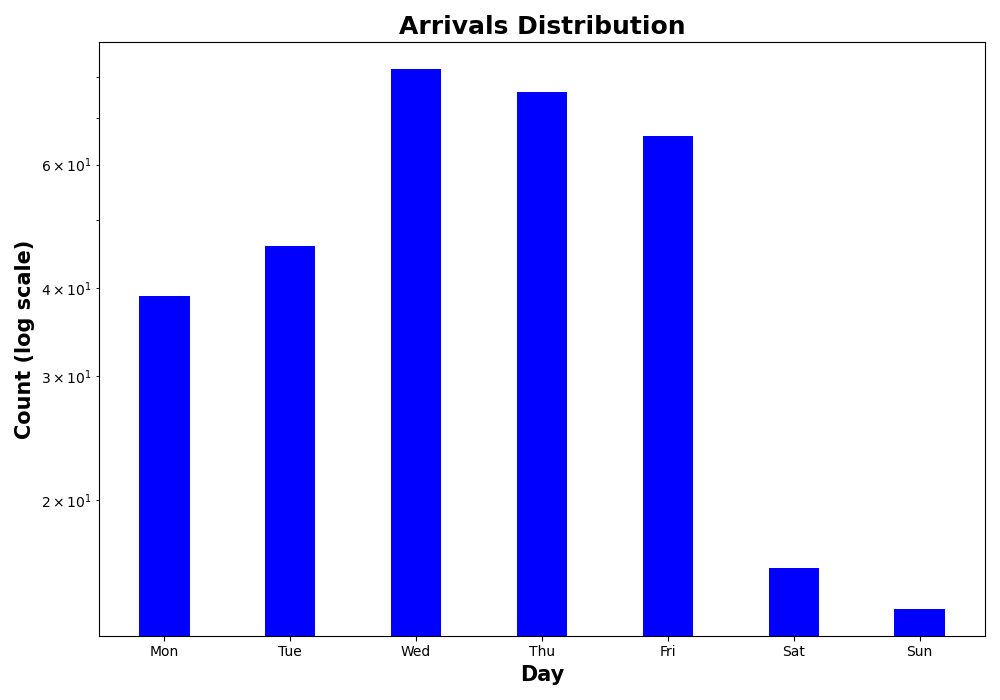 Arrivals Distribution
Count (log scale)
6 × 10¹
4 × 10¹
3 × 10¹
2 × 10¹
Mon Tue Wed Thu Fri Sat Sun
Day